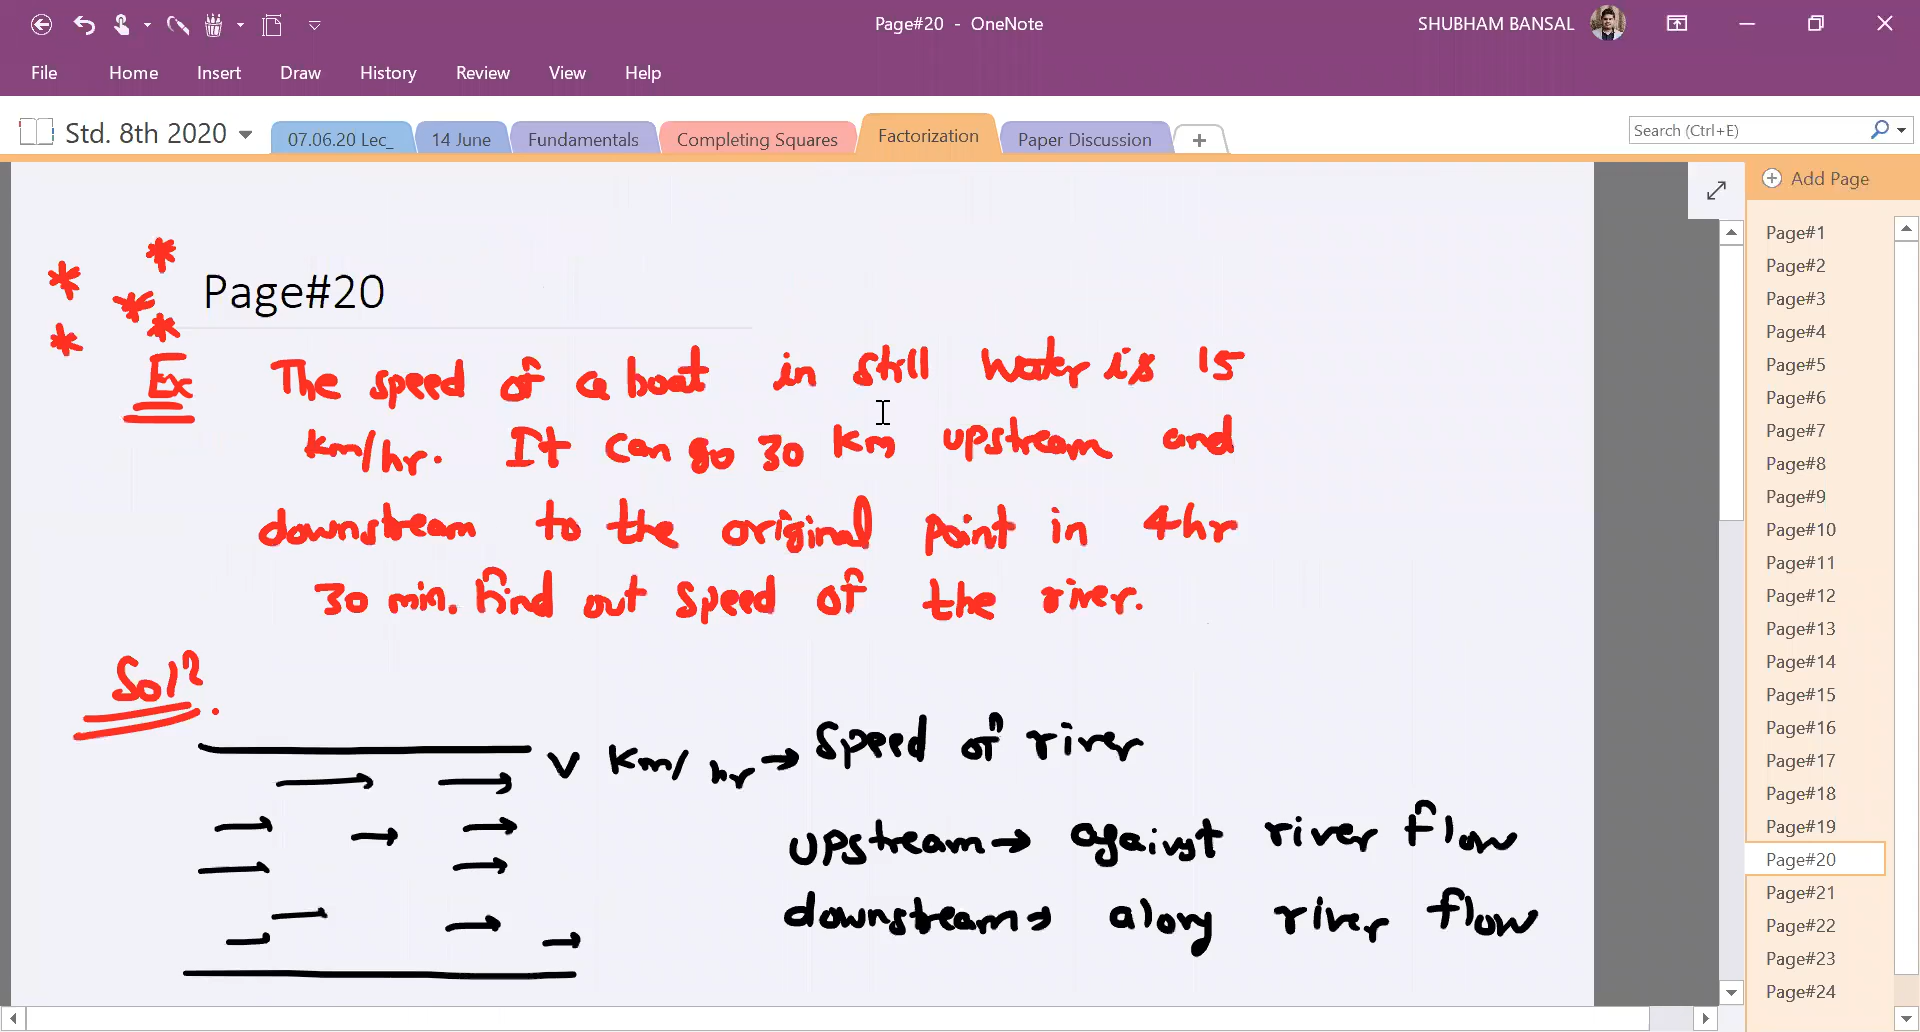 Page#20 - OneNote
SHUBHAM BANSAL
File Home Insert Draw History Review View Help
Std. 8th 2020
07.06.20 Lec_
14 June
Fundamentals
Completing Squares
Factorization
Paper Discussion
+
Search (Ctrl+E)
Page#20
Ex The speed of a boat in still water is 15
km/hr. It can go 30 km upstream and
downstream to the original point in 4hr
30 min. Find out speed of the river.
Sol?
V km/hr → speed of river
upstream → against river flow
downstream → along river flow
Add Page
Page#1
Page#2
Page#3
Page#4
Page#5
Page#6
Page#7
Page#8
Page#9
Page#10
Page#11
Page#12
Page#13
Page#14
Page#15
Page#16
Page#17
Page#18
Page#19
Page#20
Page#21
Page#22
Page#23
Page#24